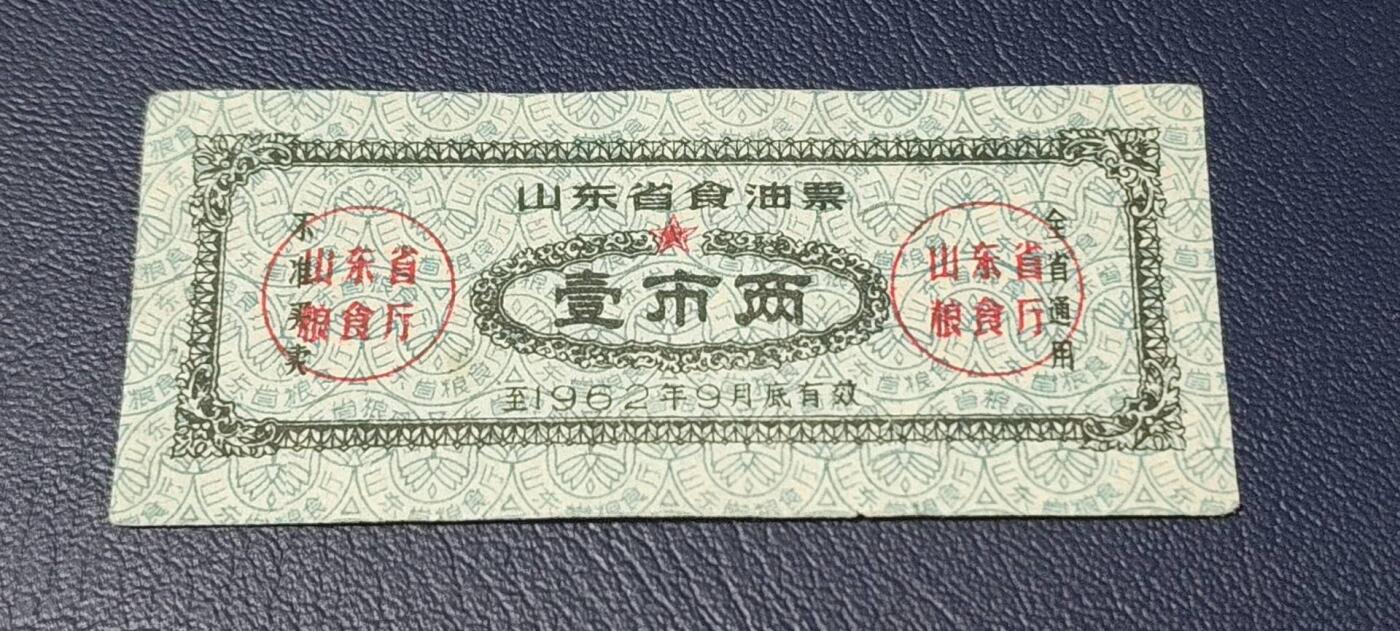 山东省食油票
不准买卖
山东省
粮食厅
壹市两
山东省
粮食厅
全省通用
至1962年9月底有效